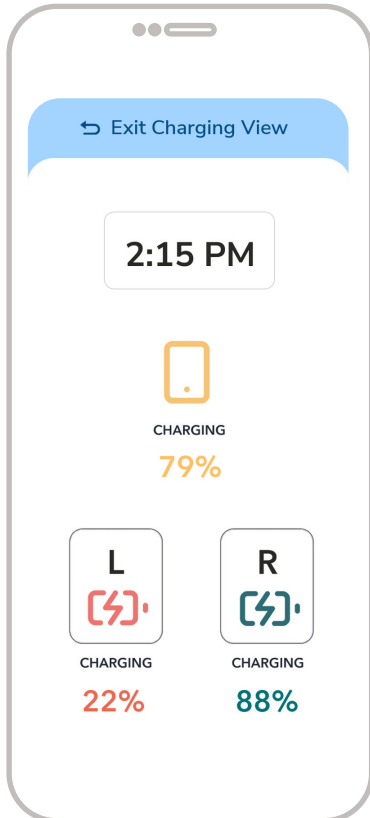 Exit Charging View
2:15 PM
CHARGING
79%
L
R
CHARGING
CHARGING
22%
88%